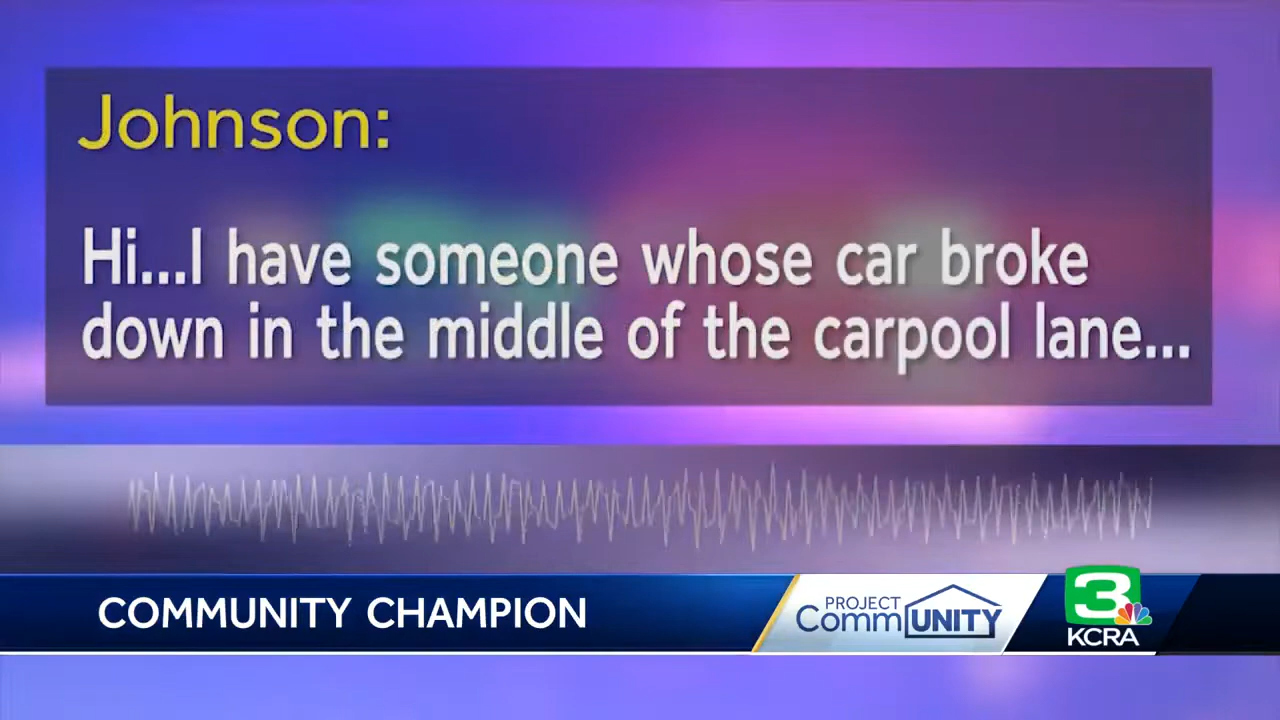 Johnson:
Hi...I have someone whose car broke
down in the middle of the carpool lane...
COMMUNITY CHAMPION
PROJECT
CommUNITY
3
KCRA